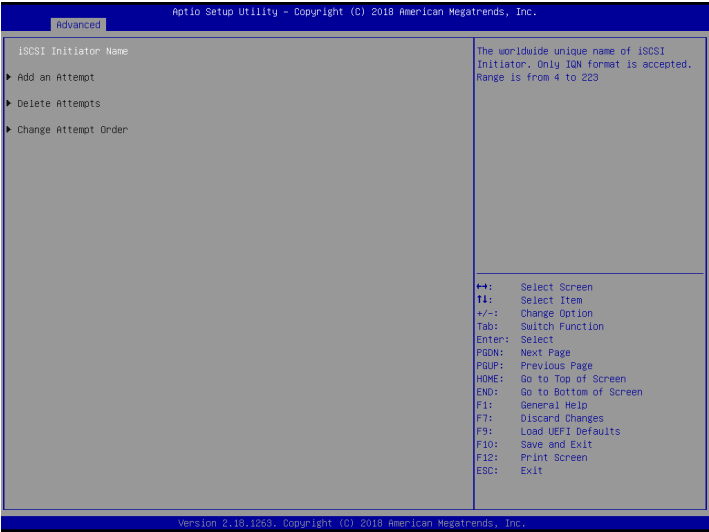 Aptio Setup Utility – Copyright (C) 2018 American Megatrends, Inc.
Advanced
iSCSI Initiator Name
Add an Attempt
Delete Attempts
Change Attempt Order
The worldwide unique name of iSCSI
Initiator. Only IQN format is accepted.
Range is from 4 to 223
↔: Select Screen
↑↓: Select Item
+/-: Change Option
Tab: Switch Function
Enter: Select
PGDN: Next Page
PGUP: Previous Page
HOME: Go to Top of Screen
END: Go to Bottom of Screen
F1: General Help
F7: Discard Changes
F9: Load UEFI Defaults
F10: Save and Exit
F12: Print Screen
ESC: Exit
Version 2.18.1263. Copyright (C) 2018 American Megatrends, Inc.